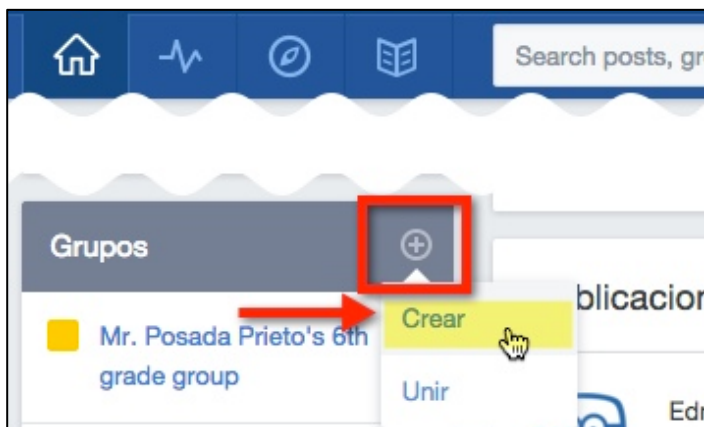 Search posts, gr
Grupos
Crear
Mr. Posada Prieto's 6th
grade group
Unir
blicacion
Edr